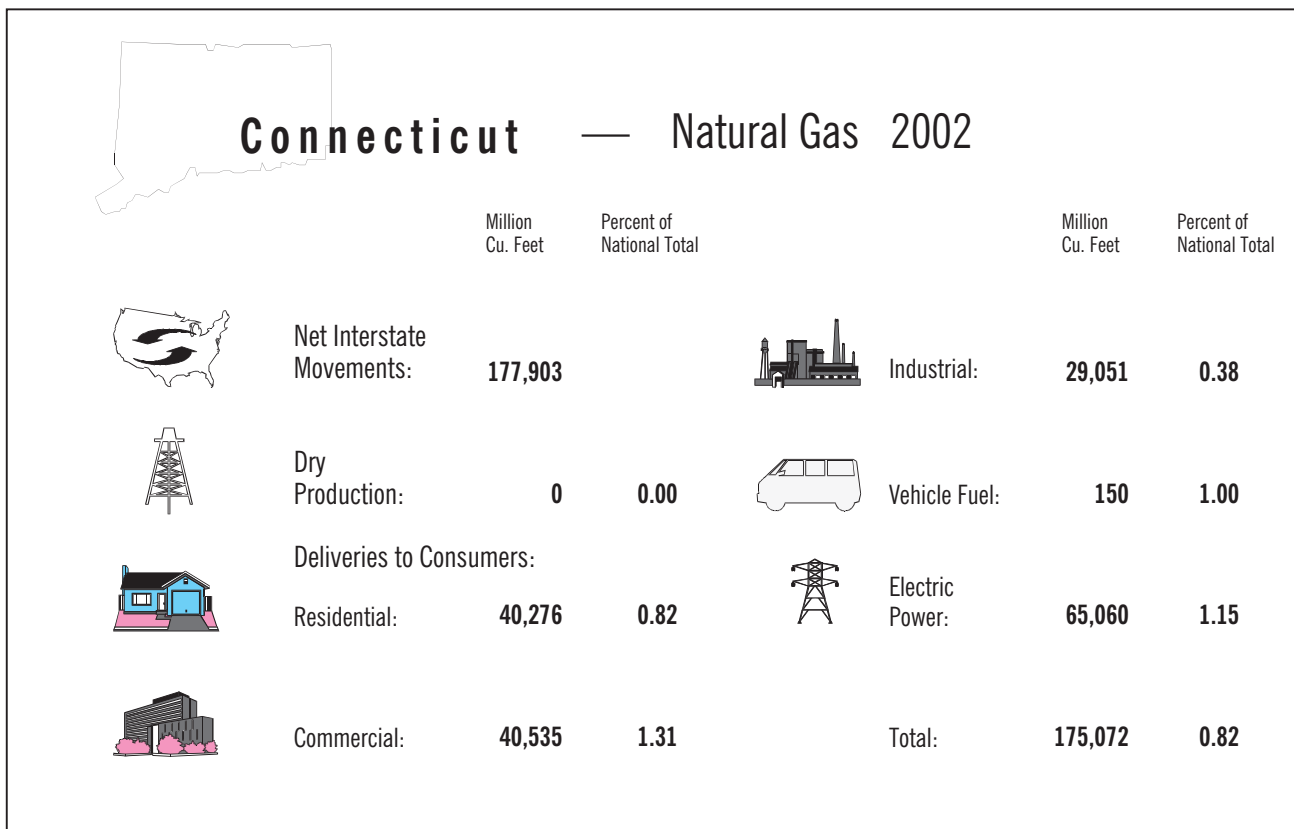 Connecticut — Natural Gas 2002
Million Cu. Feet
Percent of National Total
Net Interstate
Movements: 177,903
Dry
Production: 0 0.00
Deliveries to Consumers:
Residential: 40,276 0.82
Commercial: 40,535 1.31
Million Cu. Feet
Percent of National Total
Industrial: 29,051 0.38
Vehicle Fuel: 150 1.00
Electric
Power: 65,060 1.15
Total: 175,072 0.82